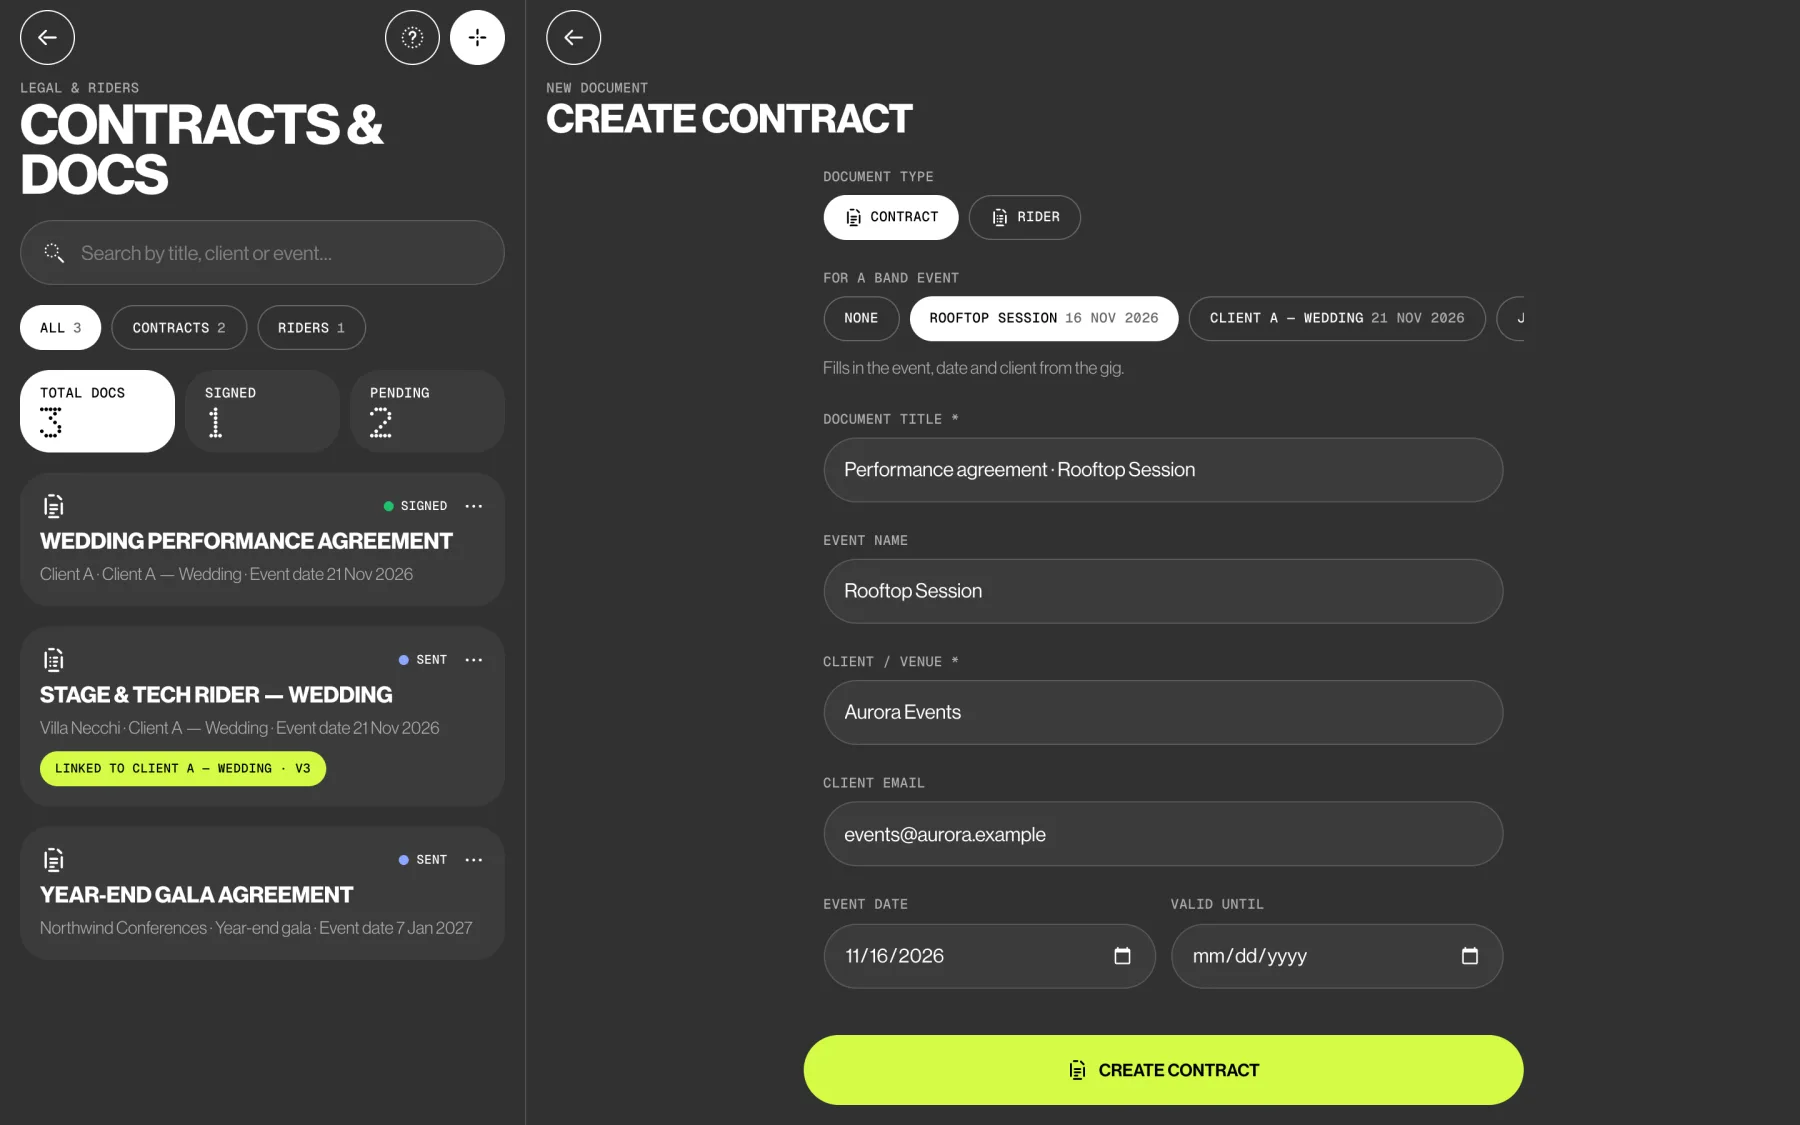 LEGAL & RIDERS
CONTRACTS &
DOCS
Search by title, client or event...
ALL 3
CONTRACTS 2
RIDERS 1
TOTAL DOCS
3
SIGNED
1
PENDING
2
SIGNED
WEDDING PERFORMANCE AGREEMENT
Client A · Client A — Wedding · Event date 21 Nov 2026
SENT
STAGE & TECH RIDER — WEDDING
Villa Necchi · Client A — Wedding · Event date 21 Nov 2026
LINKED TO CLIENT A — WEDDING · V3
SENT
YEAR-END GALA AGREEMENT
Northwind Conferences · Year-end gala · Event date 7 Jan 2027
NEW DOCUMENT
CREATE CONTRACT
DOCUMENT TYPE
CONTRACT
RIDER
FOR A BAND EVENT
NONE
ROOFTOP SESSION 16 NOV 2026
CLIENT A — WEDDING 21 NOV 2026
Fills in the event, date and client from the gig.
DOCUMENT TITLE *
Performance agreement · Rooftop Session
EVENT NAME
Rooftop Session
CLIENT / VENUE *
Aurora Events
CLIENT EMAIL
events@aurora.example
EVENT DATE
11/16/2026
VALID UNTIL
mm/dd/yyyy
CREATE CONTRACT